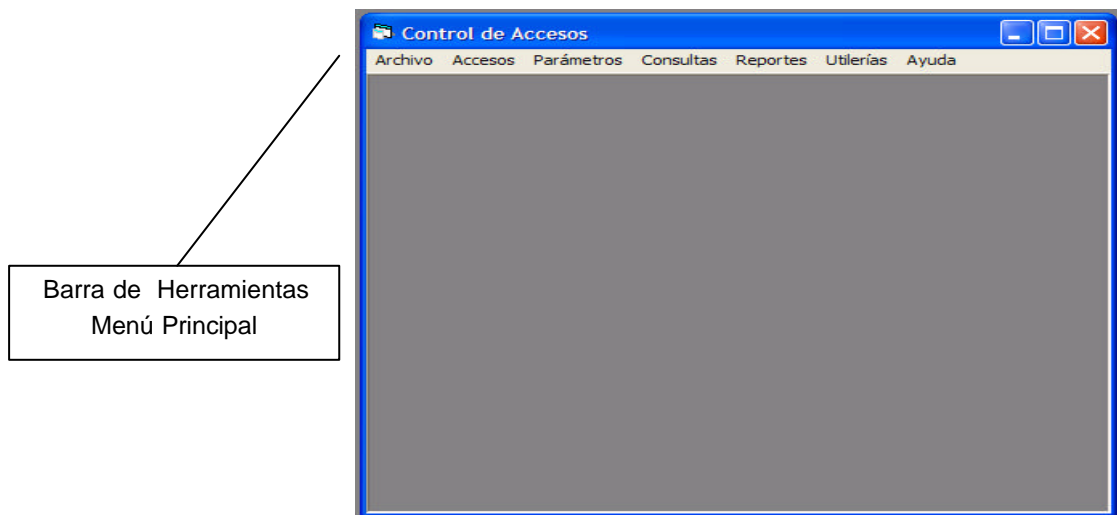 Control de Accesos
Archivo Accesos Parámetros Consultas Reportes Utilerías Ayuda
Barra de Herramientas
Menú Principal